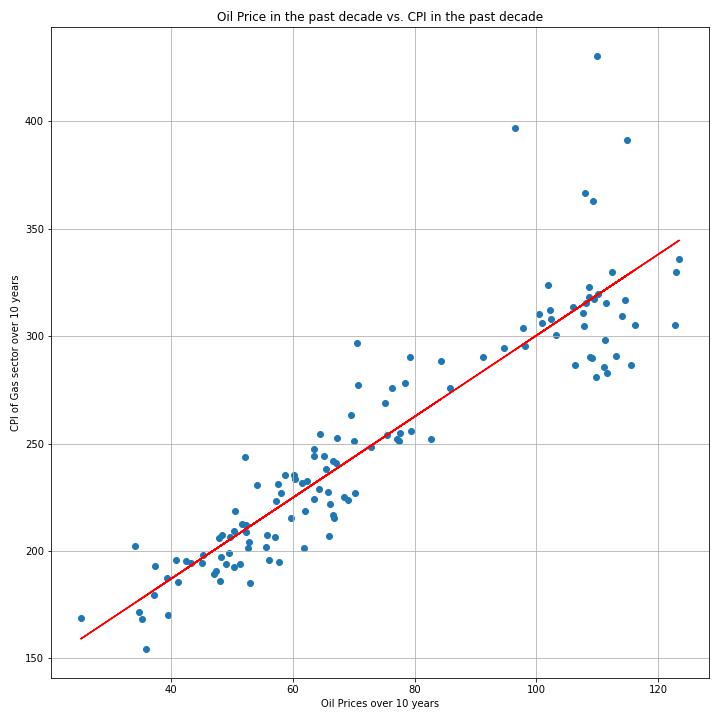 Oil Price in the past decade vs. CPI in the past decade
400
350
300
250
200
150
CPI of Gas sector over 10 years
40 60 80 100 120
Oil Prices over 10 years